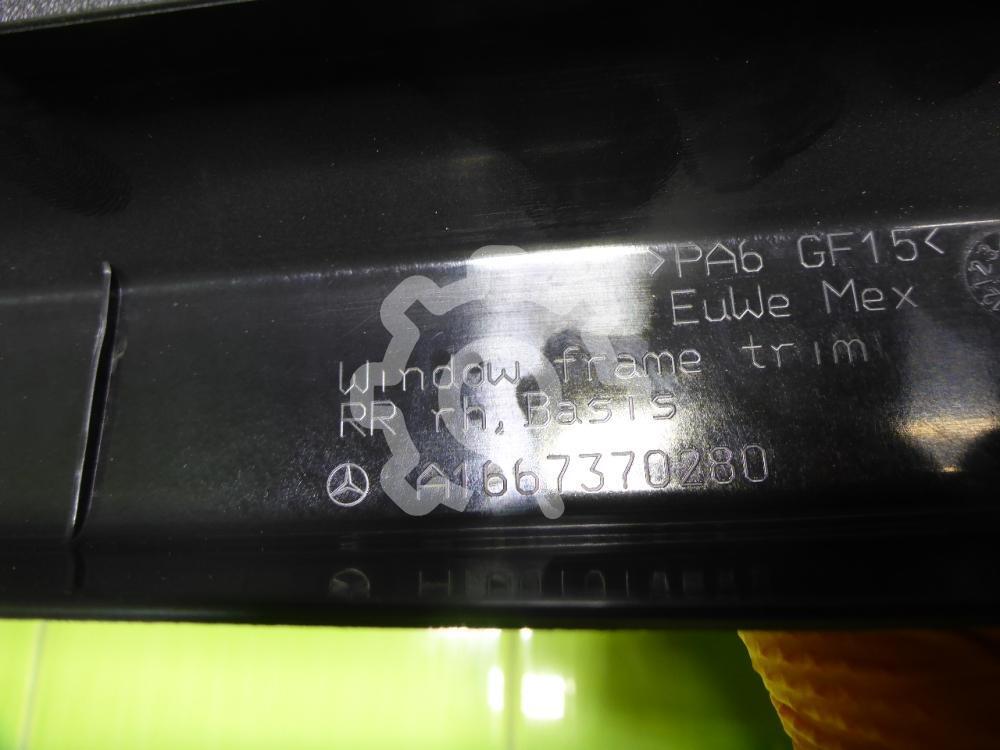 >PA6 GF15<
EuWe Mex
Window frame trim
RR rh, Basis
A1667370280